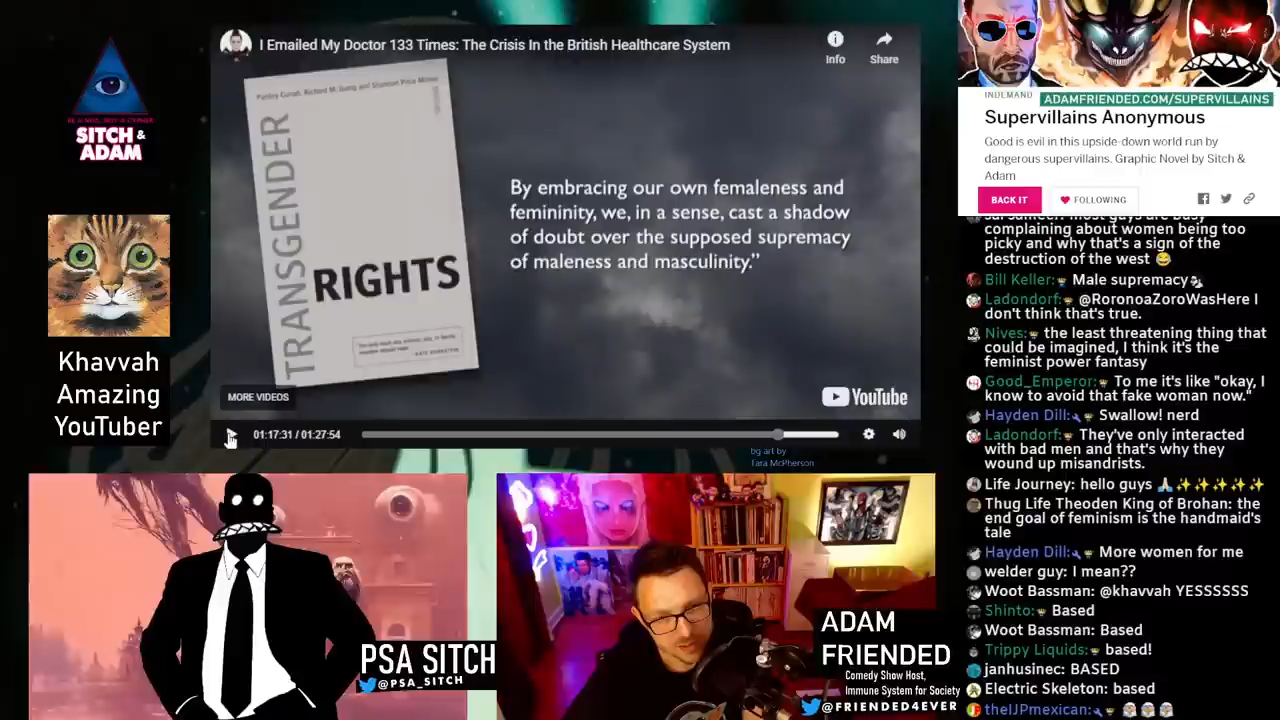 I Emailed My Doctor 133 Times: The Crisis In the British Healthcare System
Info
Share
Paisley Currah, Richard M. Juang and Shannon Price Minter
TRANSGENDER
RIGHTS
By embracing our own femaleness and
femininity, we, in a sense, cast a shadow
of doubt over the supposed supremacy
of maleness and masculinity.”
MORE VIDEOS
YouTube
01:17:31 / 01:27:54
SITCH &
ADAM
Khavvah
Amazing
YouTuber
bg art by
Tara McPherson
INDEMAND
ADAMFRIENDED.COM/SUPERVILLAINS
Supervillains Anonymous
Good is evil in this upside-down world run by
dangerous supervillains. Graphic Novel by Sitch &
Adam
BACK IT
FOLLOWING
complaining about women being too
picky and why that's a sign of the
destruction of the west 😂
Bill Keller: Male supremacy
Ladondorf: @RoronoaZoroWasHere I
don't think that's true.
Nives: the least threatening thing that
could be imagined, I think it's the
feminist power fantasy
Good_Emperor: To me it's like "okay, I
know to avoid that fake woman now."
Hayden Dill: Swallow! nerd
Ladondorf: They've only interacted
with bad men and that's why they
wound up misandrists.
Life Journey: hello guys 🙏✨✨✨✨✨
Thug Life Theoden King of Brohan: the
end goal of feminism is the handmaid's
tale
Hayden Dill: More women for me
welder guy: I mean??
Woot Bassman: @khavvah YESSSSSS
Shinto: Based
Woot Bassman: Based
Trippy Liquids: based!
janhusinec: BASED
Electric Skeleton: based
theIJPmexican:
PSA SITCH
@PSA_SITCH
ADAM
FRIENDED
Comedy Show Host,
Immune System for Society
@FRIENDED4EVER